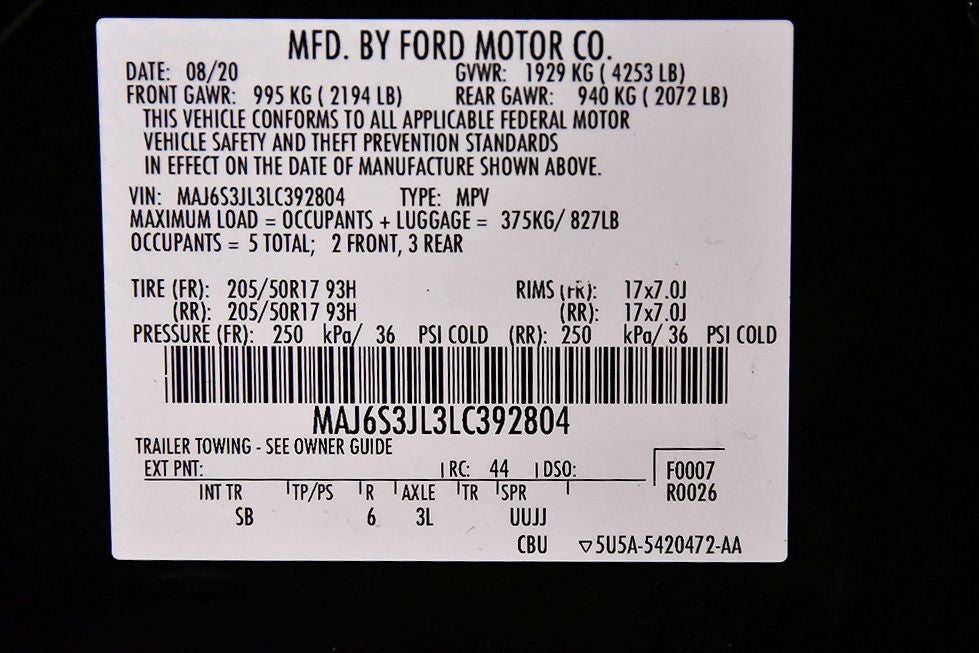 MFD. BY FORD MOTOR CO.
DATE: 08/20 GVWR: 1929 KG ( 4253 LB)
FRONT GAWR: 995 KG ( 2194 LB) REAR GAWR: 940 KG ( 2072 LB)
THIS VEHICLE CONFORMS TO ALL APPLICABLE FEDERAL MOTOR
VEHICLE SAFETY AND THEFT PREVENTION STANDARDS
IN EFFECT ON THE DATE OF MANUFACTURE SHOWN ABOVE.
VIN: MAJ6S3JL3LC392804 TYPE: MPV
MAXIMUM LOAD = OCCUPANTS + LUGGAGE = 375KG/ 827LB
OCCUPANTS = 5 TOTAL; 2 FRONT, 3 REAR
TIRE (FR): 205/50R17 93H RIMS (FR): 17x7.0J
(RR): 205/50R17 93H (RR): 17x7.0J
PRESSURE (FR): 250 kPa/ 36 PSI COLD (RR): 250 kPa/ 36 PSI COLD
MAJ6S3JL3LC392804
TRAILER TOWING - SEE OWNER GUIDE
EXT PNT: RC: 44 DSO: F0007
R0026
INT TR TP/PS R AXLE TR SPR
SB 6 3L UUJJ
CBU ▽5U5A-5420472-AA